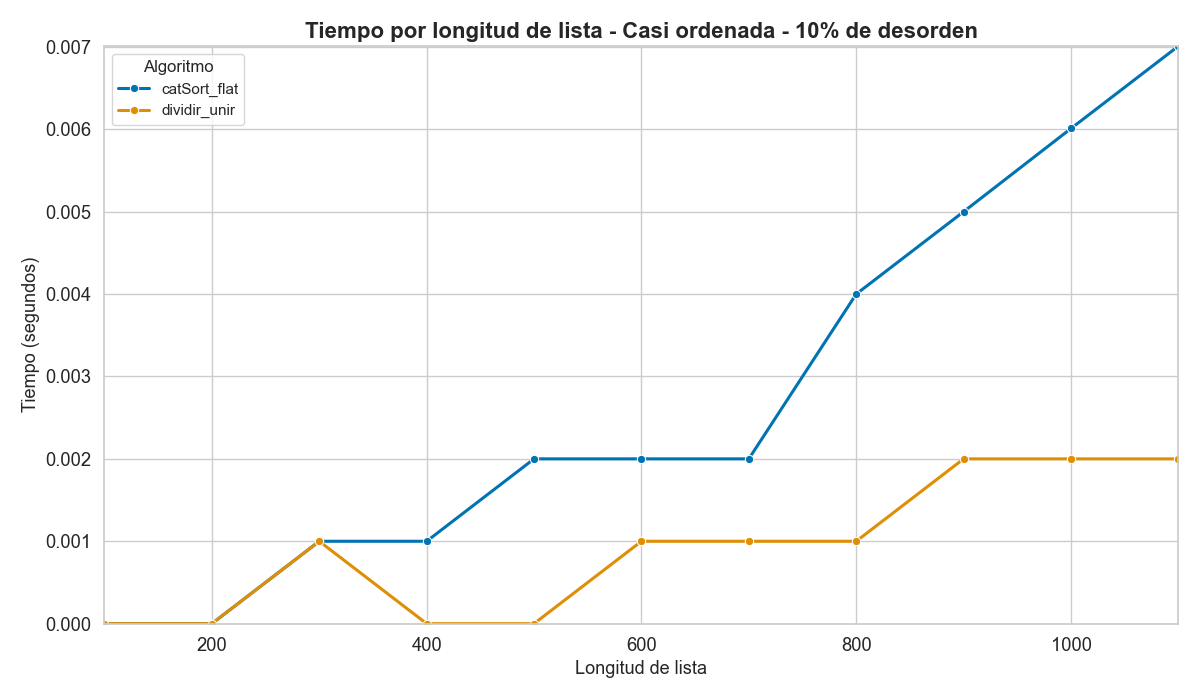 Tiempo por longitud de lista - Casi ordenada - 10% de desorden
Algoritmo
catSort_flat
dividir_unir
Tiempo (segundos)
0.007
0.006
0.005
0.004
0.003
0.002
0.001
0.000
200 400 600 800 1000
Longitud de lista